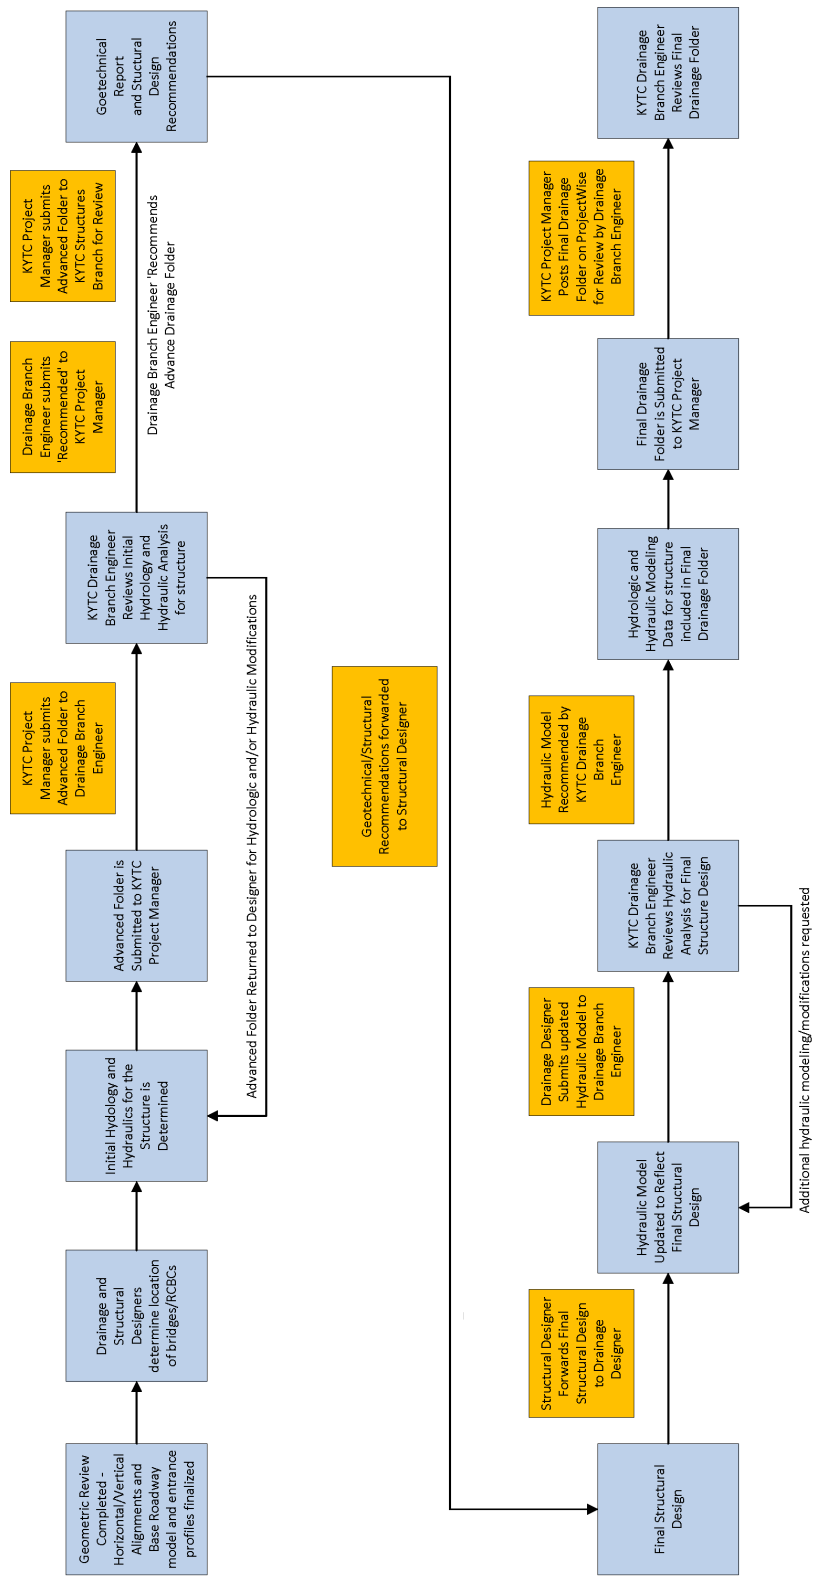 Geometric Review
Completed -
Horizontal/Vertical
Alignments and
Base Roadway
model and entrance
profiles finalized
Drainage and
Structural
Designers
determine location
of bridges/RCBCs
Initial Hydology and
Hydraulics for the
Structure is
Determined
Advanced Folder is
Submitted to KYTC
Project Manager
KYTC Project
Manager submits
Advanced Folder to
Drainage Branch
Engineer
KYTC Drainage
Branch Engineer
Reviews Initial
Hydrology and
Hydraulic Analysis
for structure
Advanced Folder Returned to Designer for Hydrologic and/or Hydraulic Modifications
Drainage Branch
Engineer submits
'Recommended' to
KYTC Project
Manager
KYTC Project
Manager submits
Advanced Folder to
KYTC Structures
Branch for Review
Drainage Branch Engineer 'Recommends
Advance Drainage Folder
Goetechnical
Report
and Stuctural
Design
Recommendations
Geotechnical/Structural
Recommendations forwarded
to Structural Designer
Final Structural
Design
Structural Designer
Forwards Final
Structural Design
to Drainage
Designer
Hydraulic Model
Updated to Reflect
Final Structural
Design
Drainage Designer
Submits updated
Hydraulic Model to
Drainage Branch
Engineer
KYTC Drainage
Branch Engineer
Reviews Hydraulic
Analysis for Final
Structure Design
Additional hydraulic modeling/modifications requested
Hydraulic Model
Recommended by
KYTC Drainage
Branch
Engineer
Hydrologic and
Hydraulic Modeling
Data for structure
included in Final
Drainage Folder
Final Drainage
Folder is Submitted
to KYTC Project
Manager
KYTC Project Manager
Posts Final Drainage
Folder on ProjectWise
for Review by Drainage
Branch Engineer
KYTC Drainage
Branch Engineer
Reviews Final
Drainage Folder